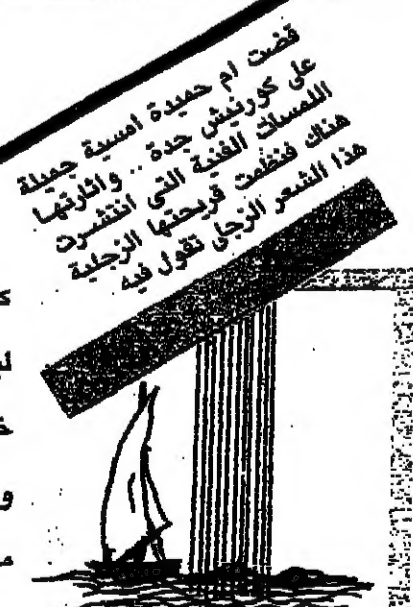 قضت ام حميدة امسية جميلة
على كورنيش جدة .. واثارتها
اللمسات الفنية التى انتشرت
هناك فنظمت قريحتها الزجلية
هذا الشعر الزجلى تقول فيه